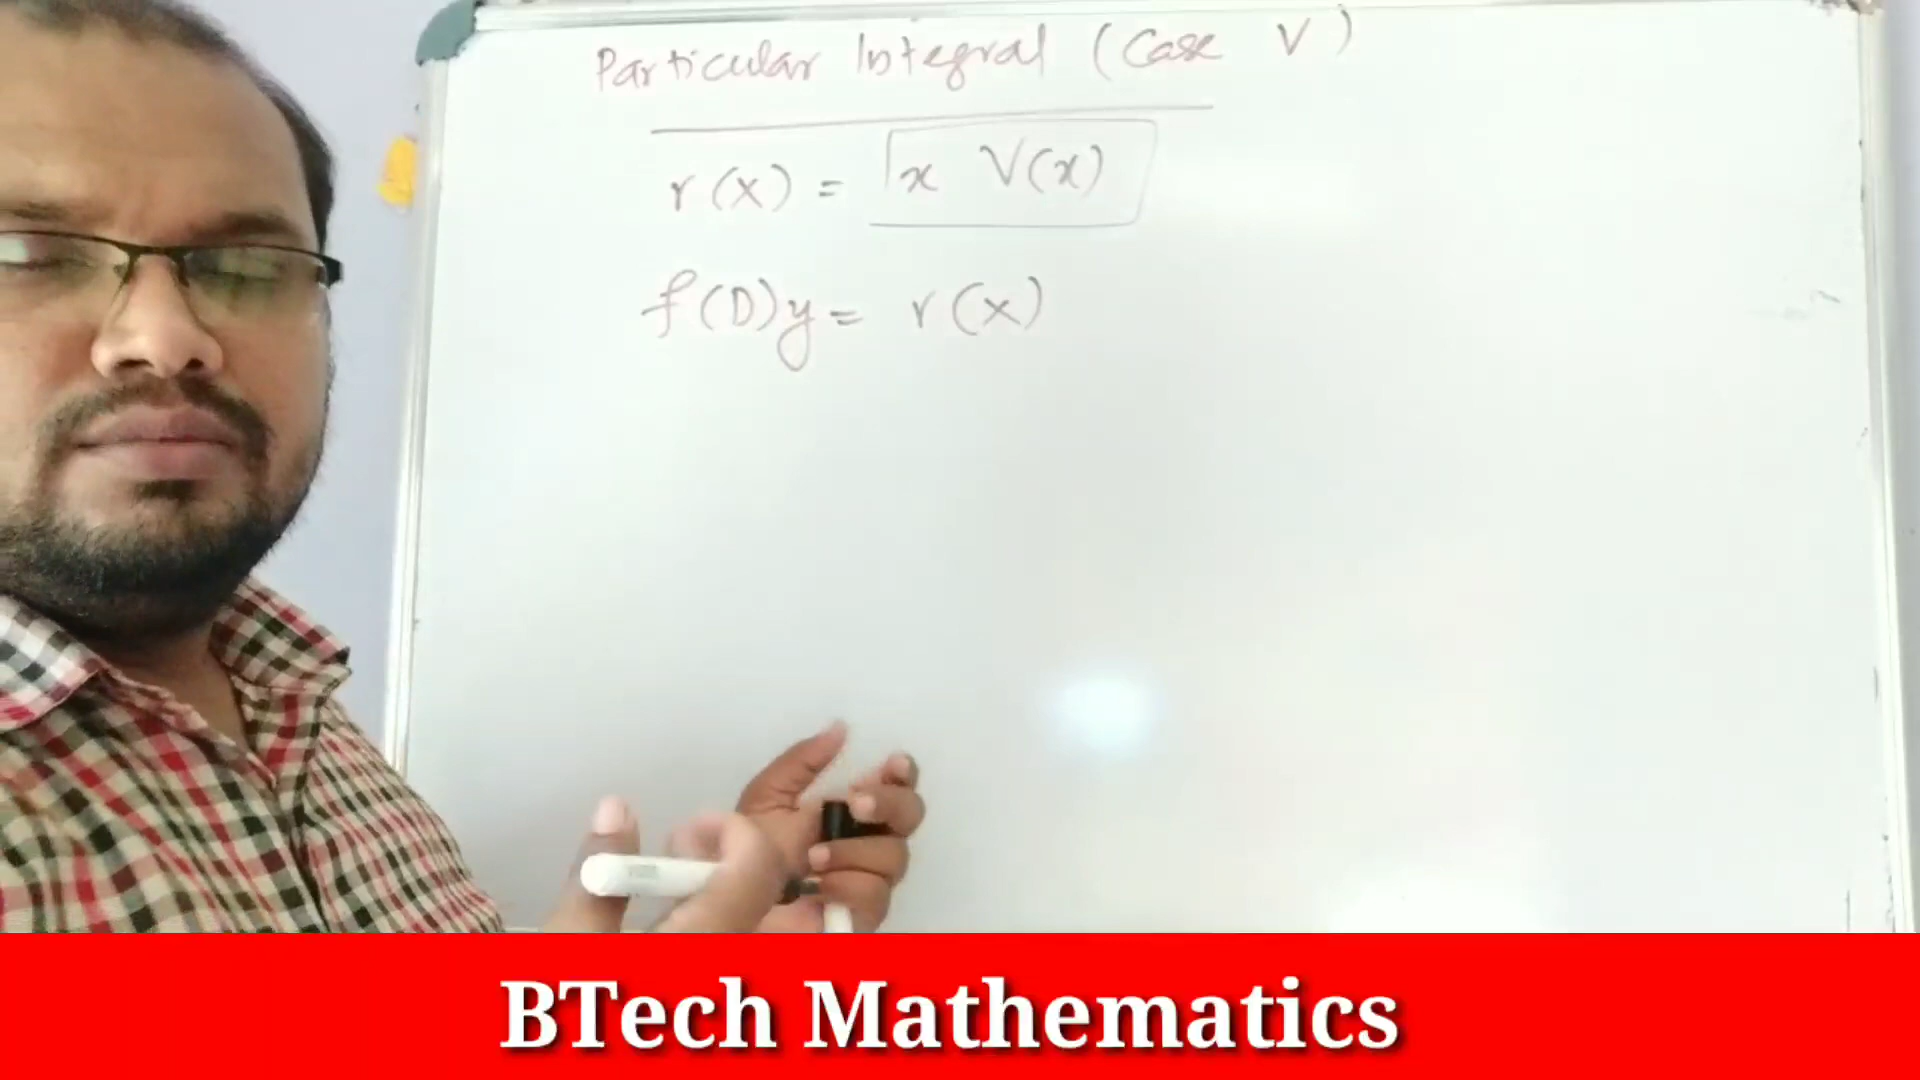 Particular Integral (Case V)
r(x) = x V(x)
f(D)y = r(x)
BTech Mathematics